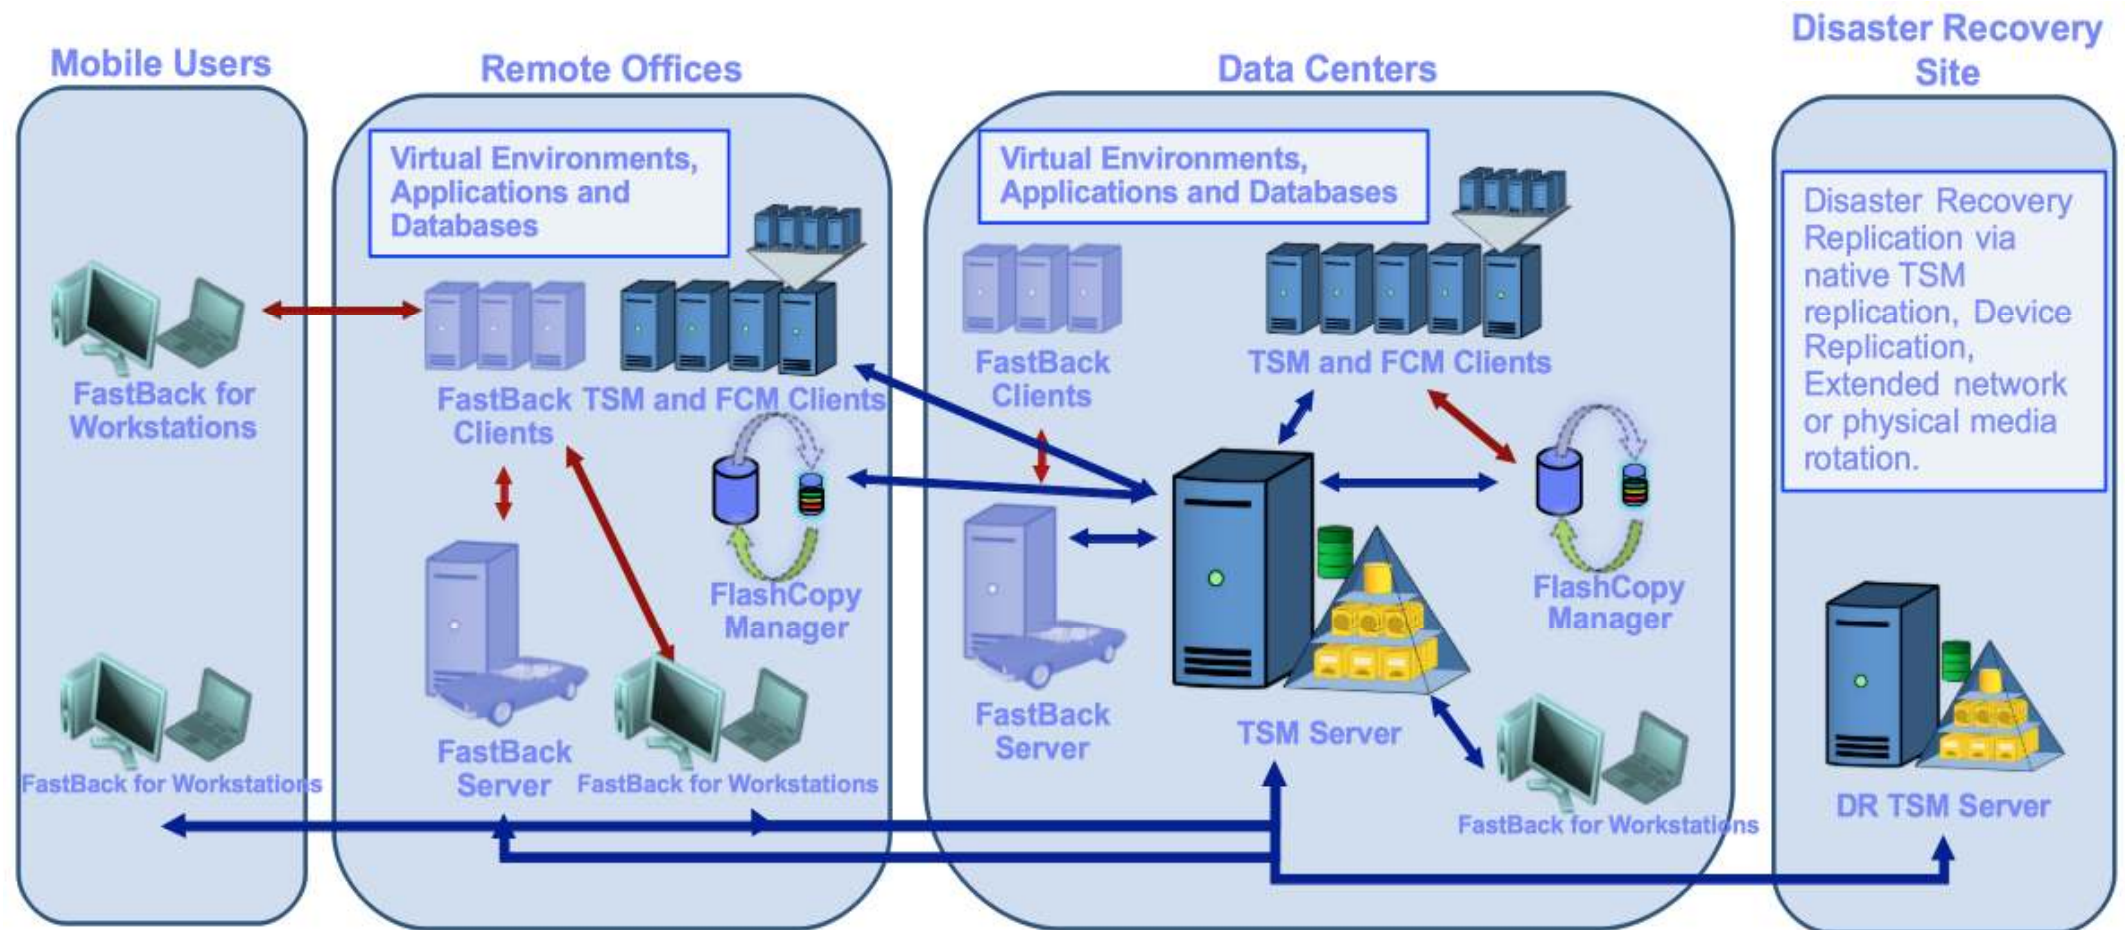 Mobile Users
FastBack for
Workstations
FastBack for Workstations
Remote Offices
Virtual Environments,
Applications and
Databases
FastBack
Clients
TSM and FCM Clients
FlashCopy
Manager
FastBack
Server
FastBack for Workstations
Data Centers
Virtual Environments,
Applications and Databases
FastBack
Clients
TSM and FCM Clients
FastBack
Server
TSM Server
FlashCopy
Manager
FastBack for Workstations
Disaster Recovery
Site
Disaster Recovery
Replication via
native TSM
replication, Device
Replication,
Extended network
or physical media
rotation.
DR TSM Server